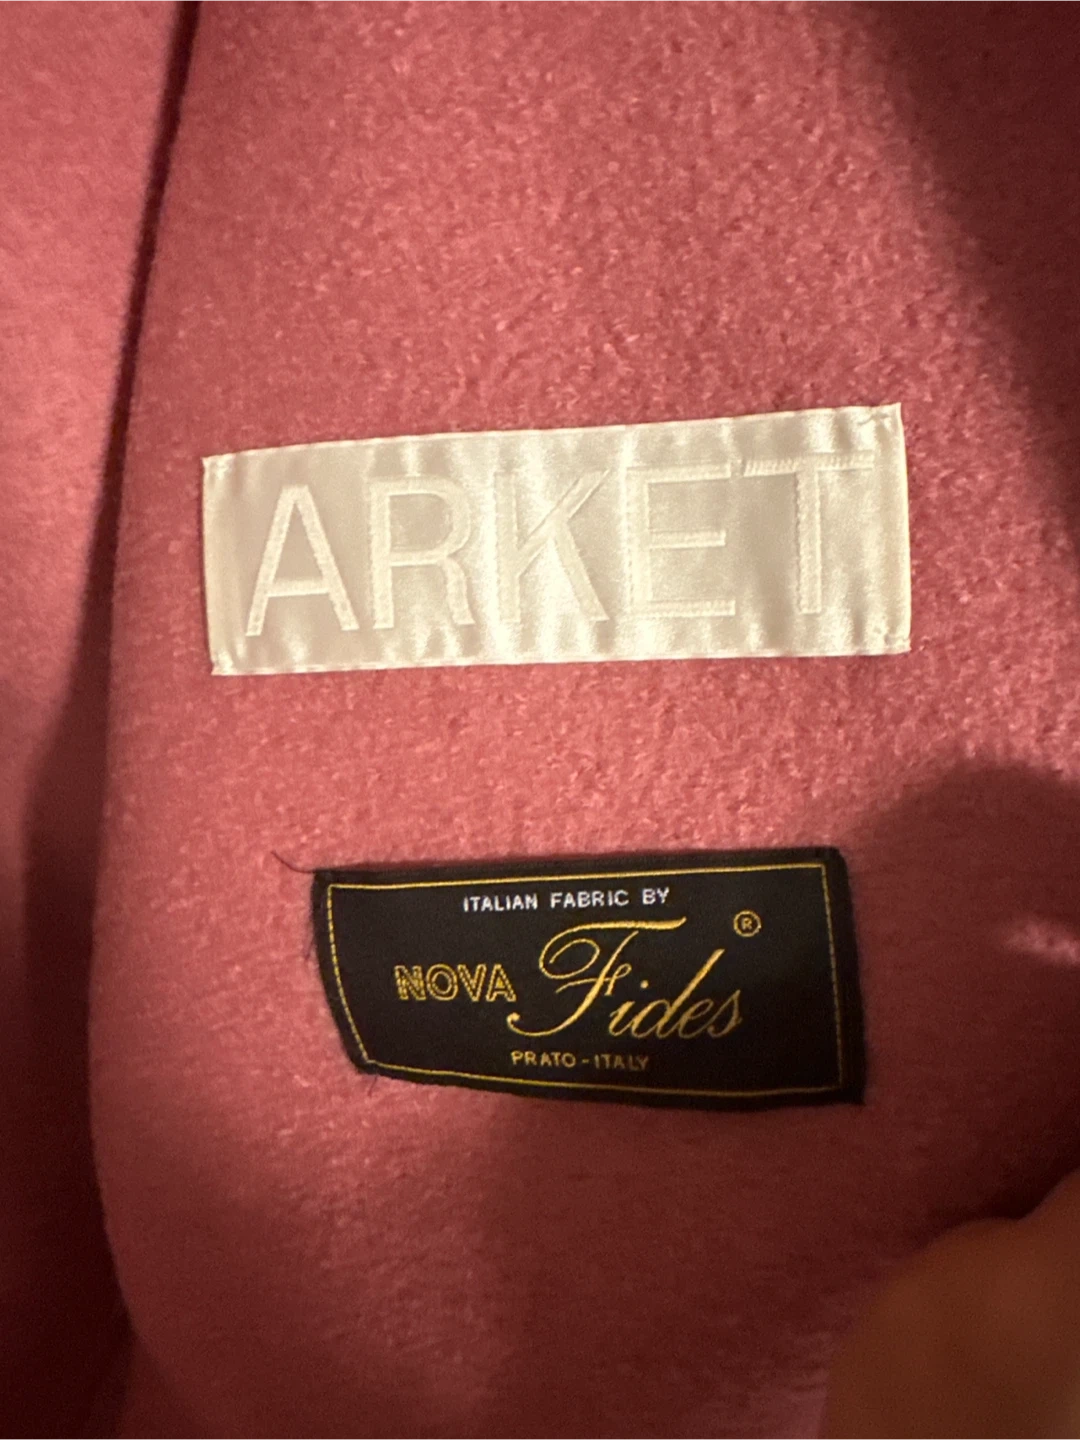 ARKET
ITALIAN FABRIC BY
NOVA Fides®
PRATO-ITALY